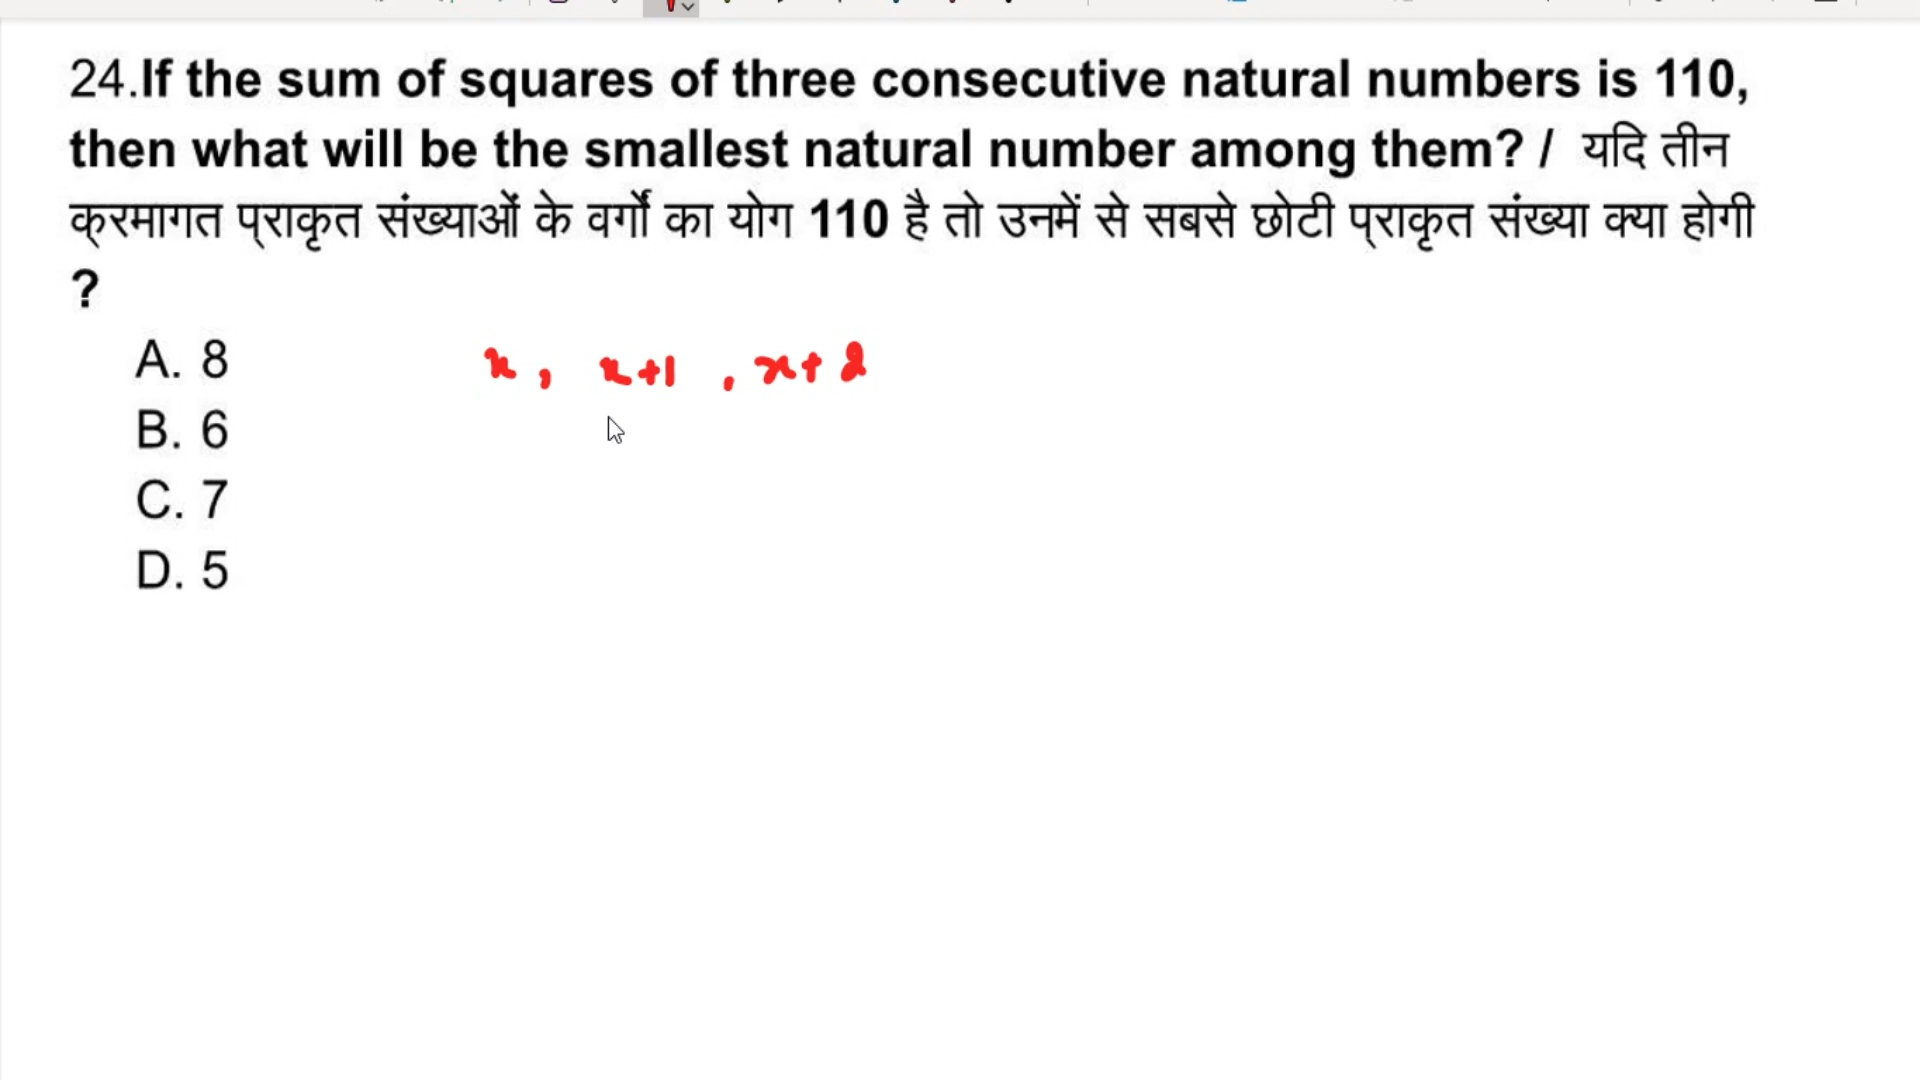 24.If the sum of squares of three consecutive natural numbers is 110,
then what will be the smallest natural number among them? / यदि तीन
क्रमागत प्राकृत संख्याओं के वर्गों का योग 110 है तो उनमें से सबसे छोटी प्राकृत संख्या क्या होगी
?
A. 8
x, x+1, x+2
B. 6
C. 7
D. 5